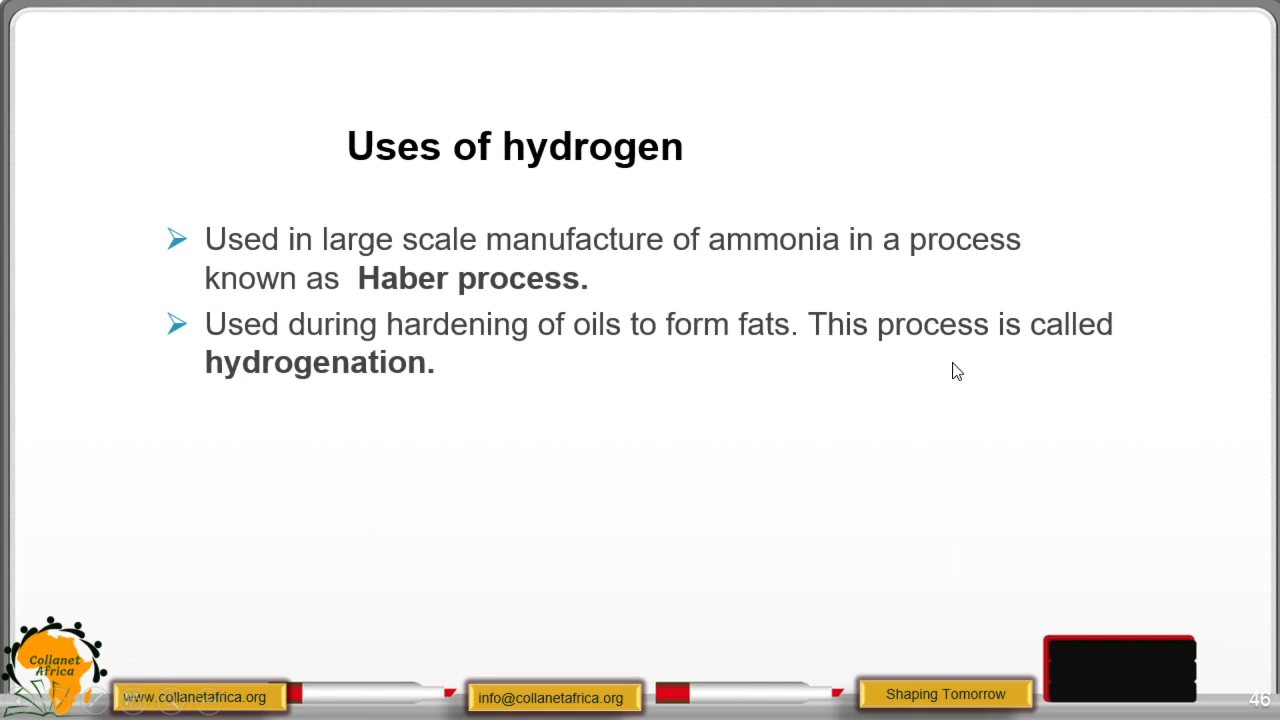 Uses of hydrogen
Used in large scale manufacture of ammonia in a process
known as Haber process.
Used during hardening of oils to form fats. This process is called
hydrogenation.
Collanet
Africa
www.collanetafrica.org
info@collanetafrica.org
Shaping Tomorrow
46